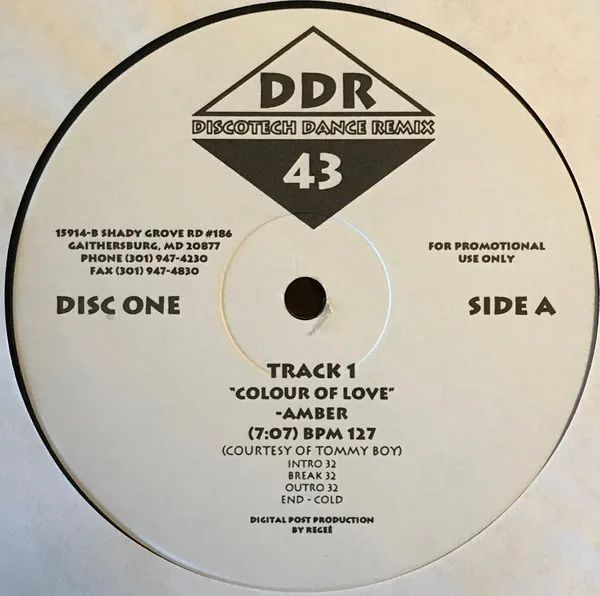 DDR
DISCOTECH DANCE REMIX
43
15914-B SHADY GROVE RD #186
GAITHERSBURG, MD 20877
PHONE (301) 947-4230
FAX (301) 947-4830
FOR PROMOTIONAL
USE ONLY
DISC ONE
SIDE A
TRACK 1
"COLOUR OF LOVE"
-AMBER
(7:07) BPM 127
(COURTESY OF TOMMY BOY)
INTRO 32
BREAK 32
OUTRO 32
END - COLD
DIGITAL POST PRODUCTION
BY REGEÉ